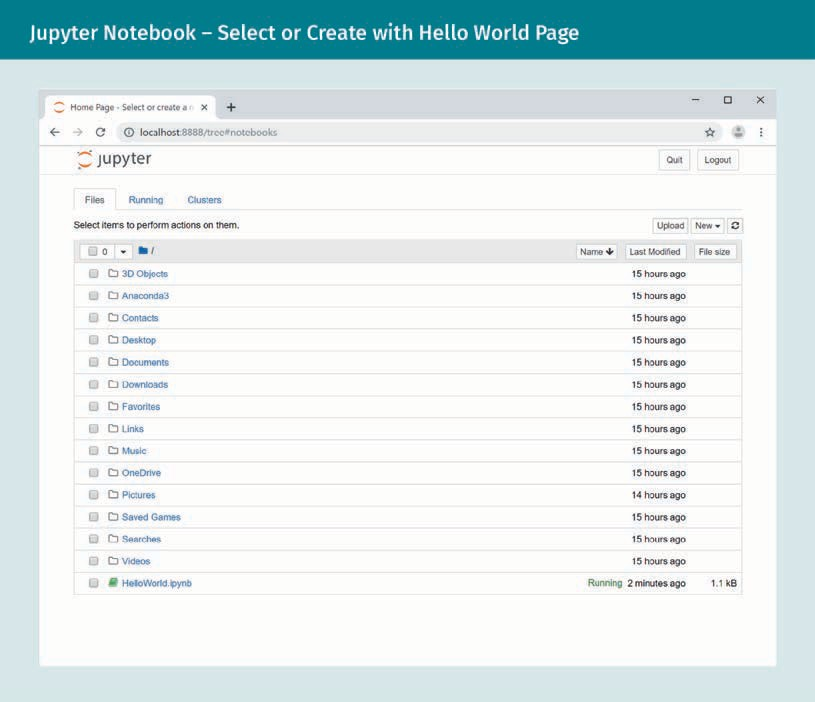 Jupyter Notebook – Select or Create with Hello World Page
Home Page - Select or create a n
localhost:8888/tree#notebooks
jupyter
Quit Logout
Files Running Clusters
Select items to perform actions on them.
Upload New
0 /
Name Last Modified File size
3D Objects 15 hours ago
Anaconda3 15 hours ago
Contacts 15 hours ago
Desktop 15 hours ago
Documents 15 hours ago
Downloads 15 hours ago
Favorites 15 hours ago
Links 15 hours ago
Music 15 hours ago
OneDrive 15 hours ago
Pictures 14 hours ago
Saved Games 15 hours ago
Searches 15 hours ago
Videos 15 hours ago
HelloWorld.ipynb Running 2 minutes ago 1.1 kB